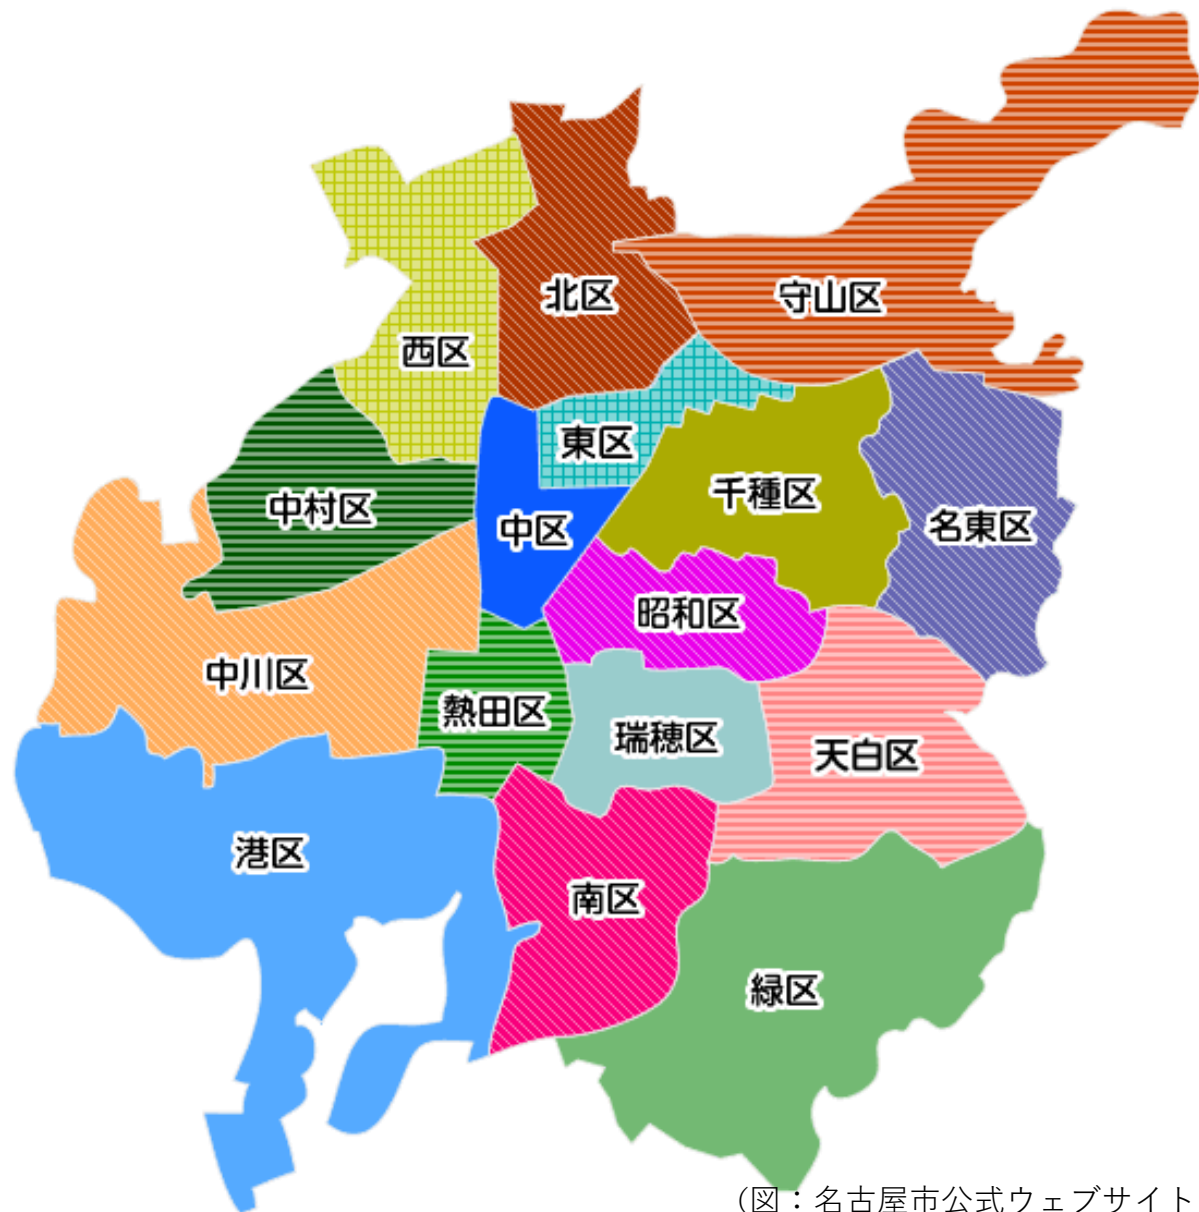 北区
守山区
西区
東区
千種区
中村区
中区
名東区
昭和区
中川区
熱田区
瑞穂区
天白区
港区
南区
緑区
（図：名古屋市公式ウェブサイト